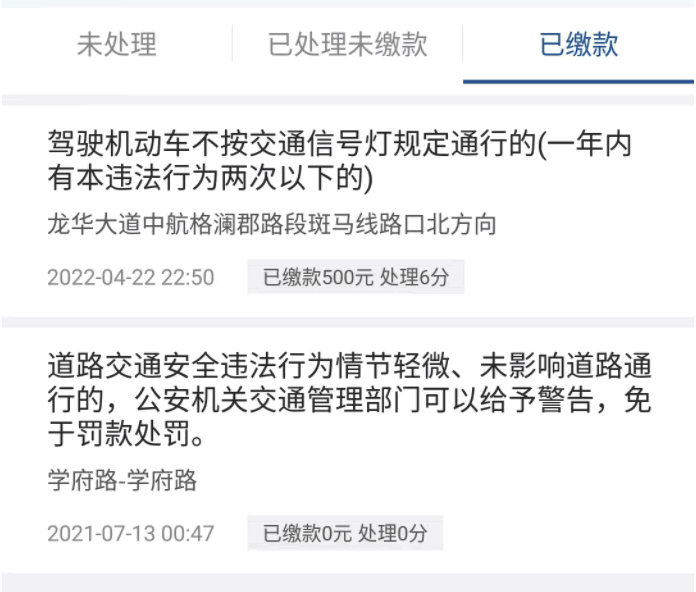 未处理 已处理未缴款 已缴款
驾驶机动车不按交通信号灯规定通行的(一年内
有本违法行为两次以下的)
龙华大道中航格澜郡路段斑马线路口北方向
2022-04-22 22:50 已缴款500元 处理6分
道路交通安全违法行为情节轻微、未影响道路通
行的，公安机关交通管理部门可以给予警告，免
于罚款处罚。
学府路-学府路
2021-07-13 00:47 已缴款0元 处理0分